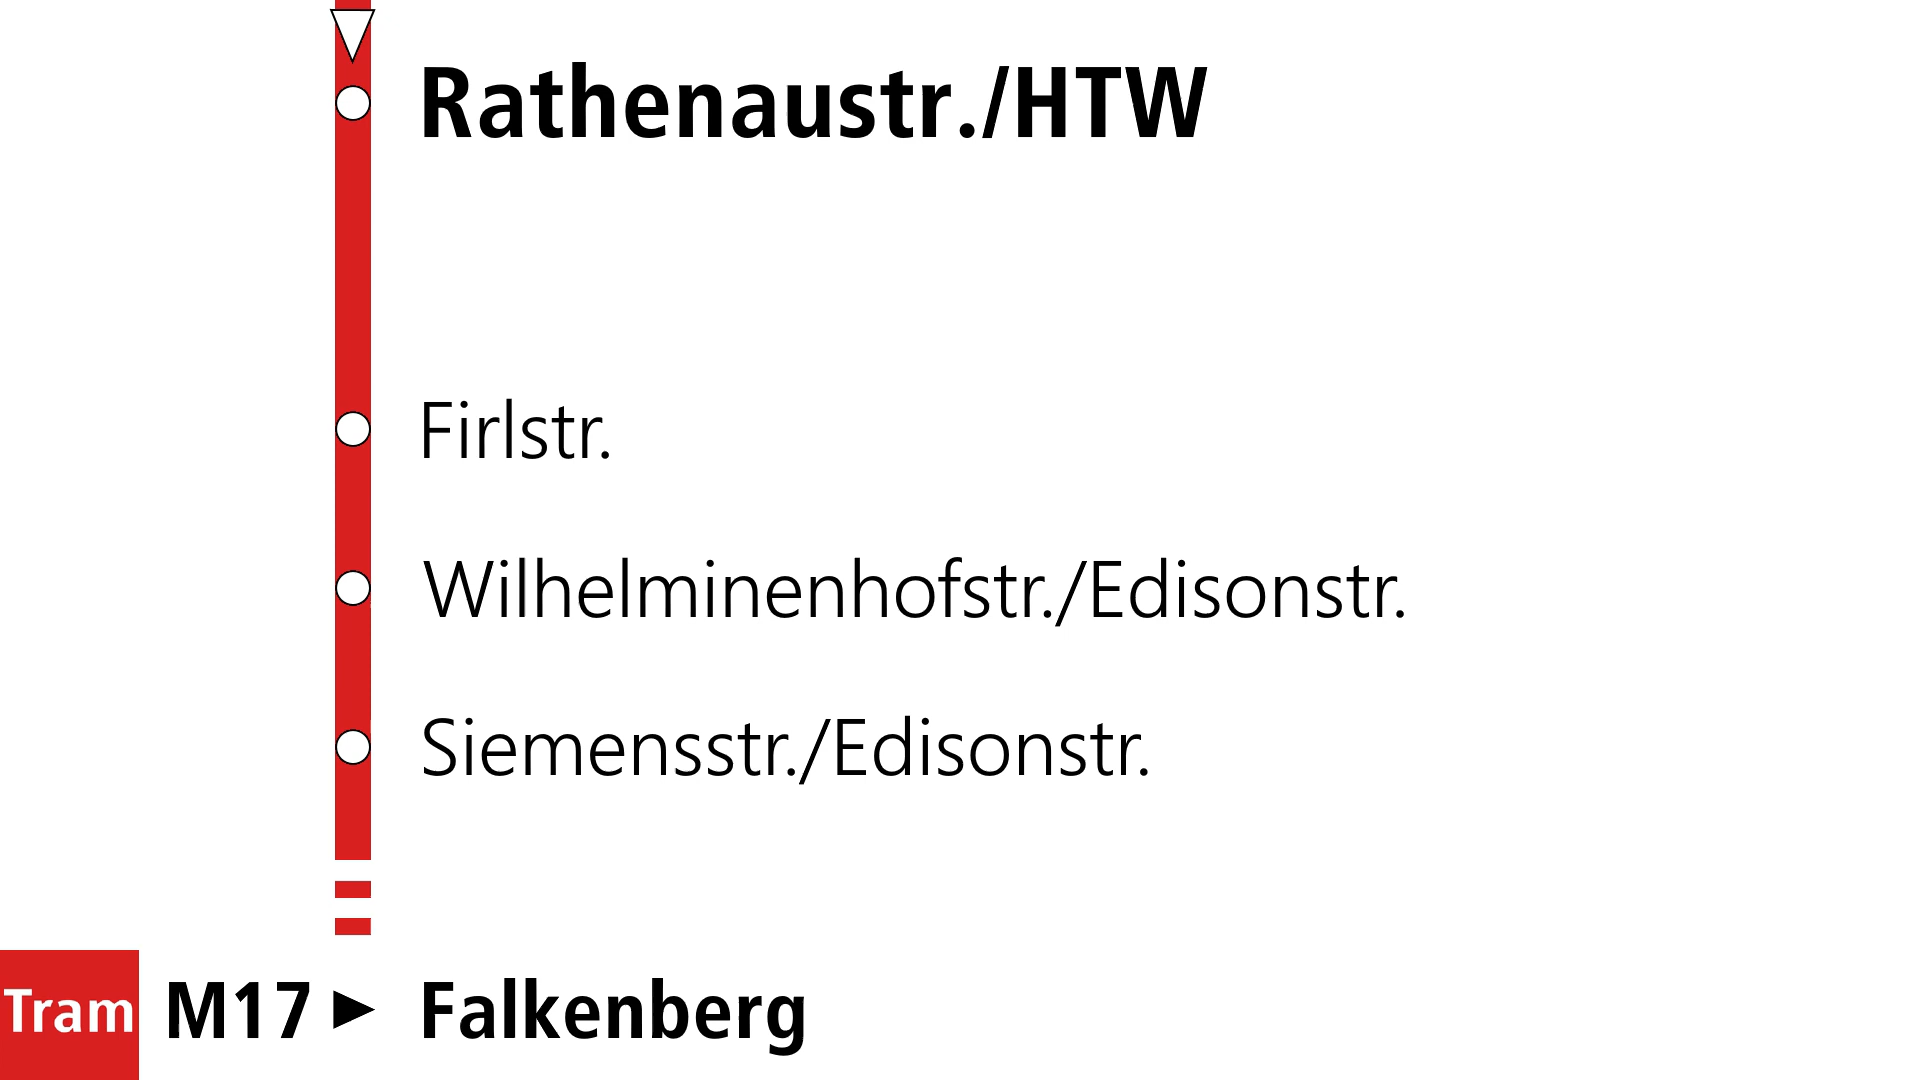 Rathenaustr./HTW
Firlstr.
Wilhelminenhofstr./Edisonstr.
Siemensstr./Edisonstr.
Tram M17 ► Falkenberg